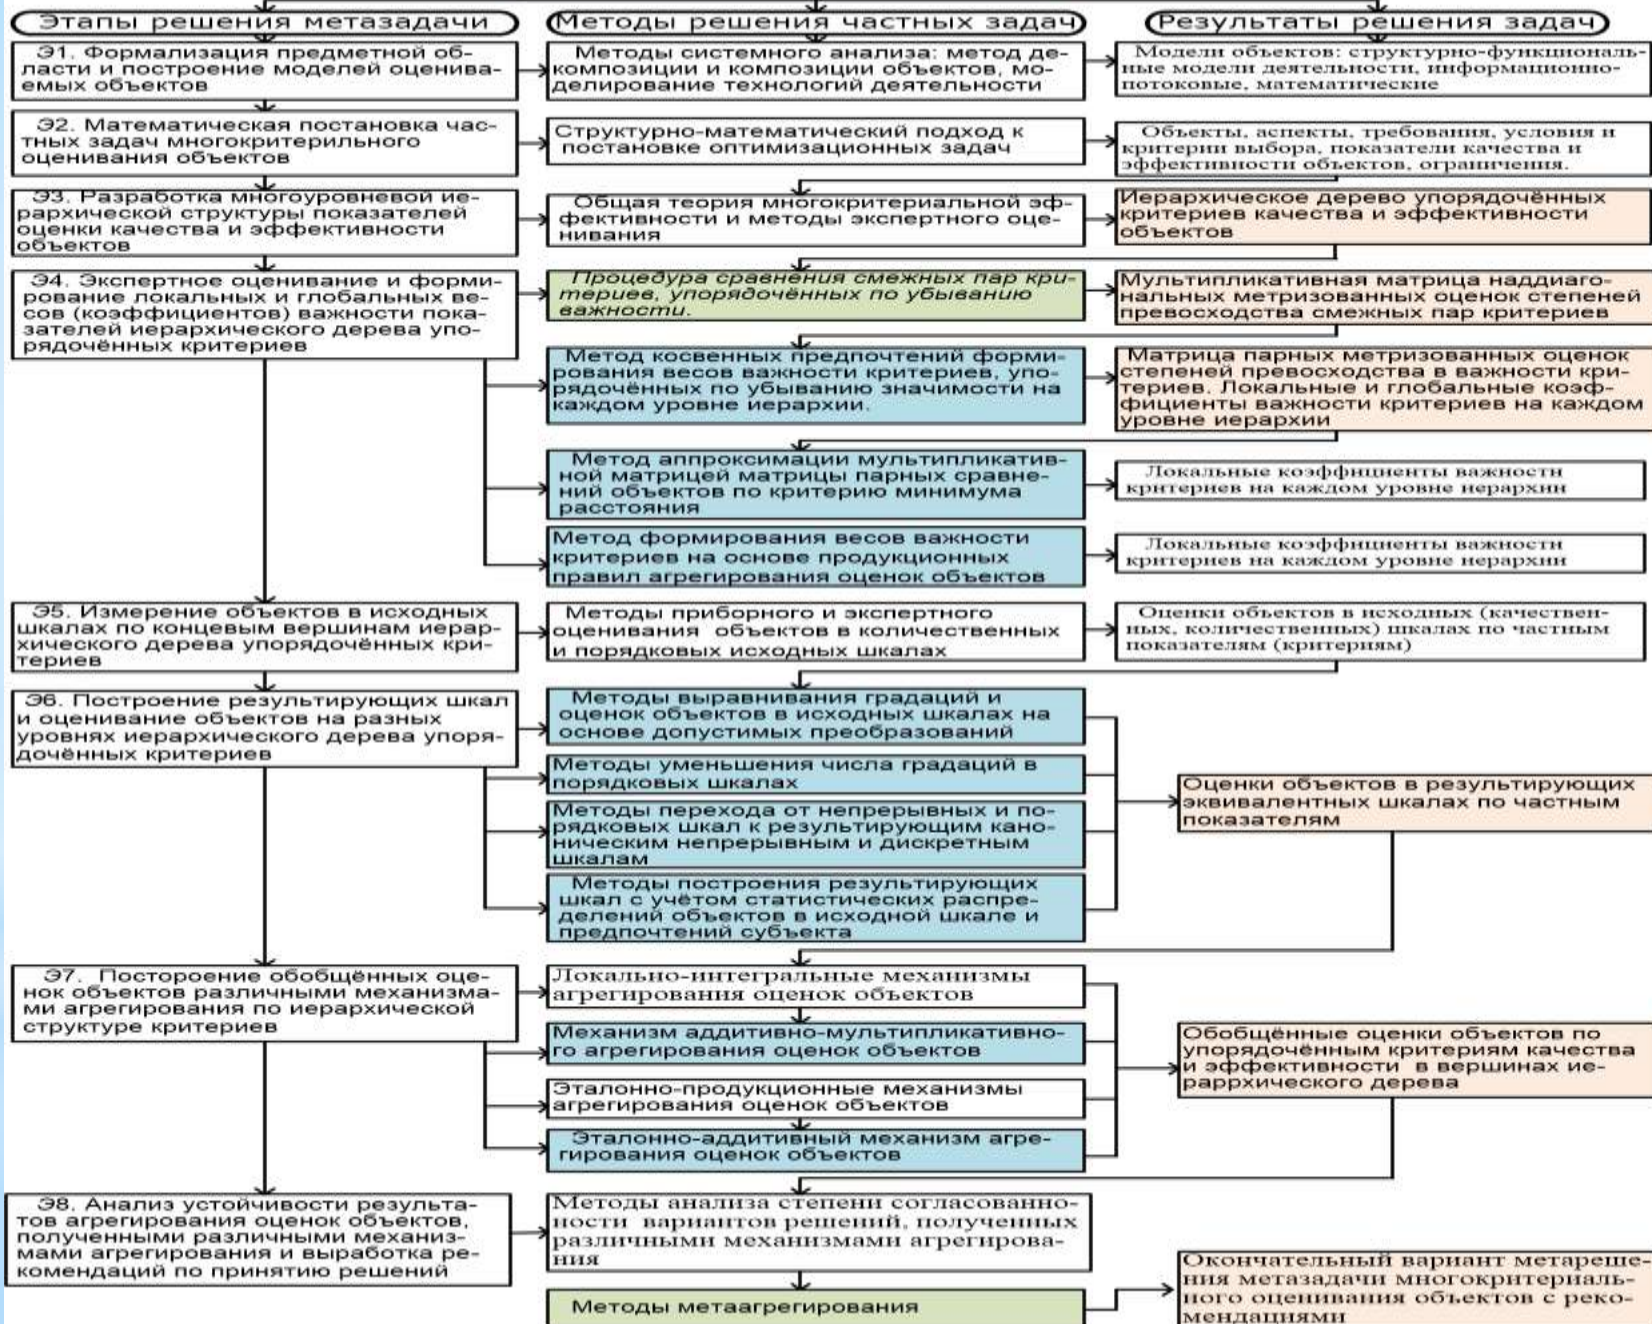 Этапы решения метазадачи
Методы решения частных задач
Результаты решения задач
Э1. Формализация предметной об-
ласти и построение моделей оценива-
емых объектов
Методы системного анализа: метод де-
композиции и композиции объектов, мо-
делирование технологий деятельности
Модели объектов: структурно-функциональ-
ные модели деятельности, информационно-
потоковые, математические
Э2. Математическая постановка час-
тных задач многокритерильного
оценивания объектов
Структурно-математический подход к
постановке оптимизационных задач
Объекты, аспекты, требования, условия и
критерии выбора, показатели качества и
эффективности объектов, ограничения.
Э3. Разработка многоуровневой ие-
рархической структуры показателей
оценки качества и эффективности
объектов
Общая теория многокритериальной эф-
фективности и методы экспертного оце-
нивания
Иерархическое дерево упорядочённых
критериев качества и эффективности
объектов
Э4. Экспертное оценивание и форми-
рование локальных и глобальных ве-
сов (коэффициентов) важности пока-
зателей иерархического дерева упо-
рядочённых критериев
Процедура сравнения смежных пар кри-
териев, упорядочённых по убыванию
важности.
Мультипликативная матрица наддиаго-
нальных метризованных оценок степеней
превосходства смежных пар критериев
Метод косвенных предпочтений форми-
рования весов важности критериев, упо-
рядочённых по убыванию значимости на
каждом уровне иерархии.
Матрица парных метризованных оценок
степеней превосходства в важности кри-
териев. Локальные и глобальные коэф-
фициенты важности критериев на каждом
уровне иерархии
Метод аппроксимации мультипликатив-
ной матрицей матрицы парных сравне-
ний объектов по критерию минимума
расстояния
Локальные коэффициенты важности
критериев на каждом уровне иерархии
Метод формирования весов важности
критериев на основе продукционных
правил агрегирования оценок объектов
Локальные коэффициенты важности
критериев на каждом уровне иерархии
Э5. Измерение объектов в исходных
шкалах по концевым вершинам иерар-
хического дерева упорядочённых кри-
териев
Методы приборного и экспертного
оценивания объектов в количественных
и порядковых исходных шкалах
Оценки объектов в исходных (качествен-
ных, количественных) шкалах по частным
показателям (критериям)
Э6. Построение результирующих шкал
и оценивание объектов на разных
уровнях иерархического дерева упоря-
дочённых критериев
Методы выравнивания градаций и
оценок объектов в исходных шкалах на
основе допустимых преобразований
Методы уменьшения числа градаций в
порядковых шкалах
Методы перехода от непрерывных и по-
рядковых шкал к результирующим кано-
ническим непрерывным и дискретным
шкалам
Методы построения результирующих
шкал с учётом статистических распре-
делений объектов в исходной шкале и
предпочтений субъекта
Оценки объектов в результирующих
эквивалентных шкалах по частным
показателям
Э7. Постороение обобщённых оце-
нок объектов различными механизма-
ми агрегирования по иерархической
структуре критериев
Локально-интегральные механизмы
агрегирования оценок объектов
Механизм аддитивно-мультипликативно-
го агрегирования оценок объектов
Эталонно-продукционные механизмы
агрегирования оценок объектов
Эталонно-аддитивный механизм агре-
гирования оценок объектов
Обобщённые оценки объектов по
упорядочённым критериям качества
и эффективности в вершинах ие-
раррхического дерева
Э8. Анализ устойчивости результа-
тов агрегирования оценок объектов,
полученными различными механиз-
мами агрегирования и выработка ре-
комендаций по принятию решений
Методы анализа степени согласованно-
ности вариантов решений, полученных
различными механизмами агрегирова-
ния
Методы метаагрегирования
Окончательный вариант метареше-
ния метазадачи многокритериаль-
ного оценивания объектов с реко-
мендациями